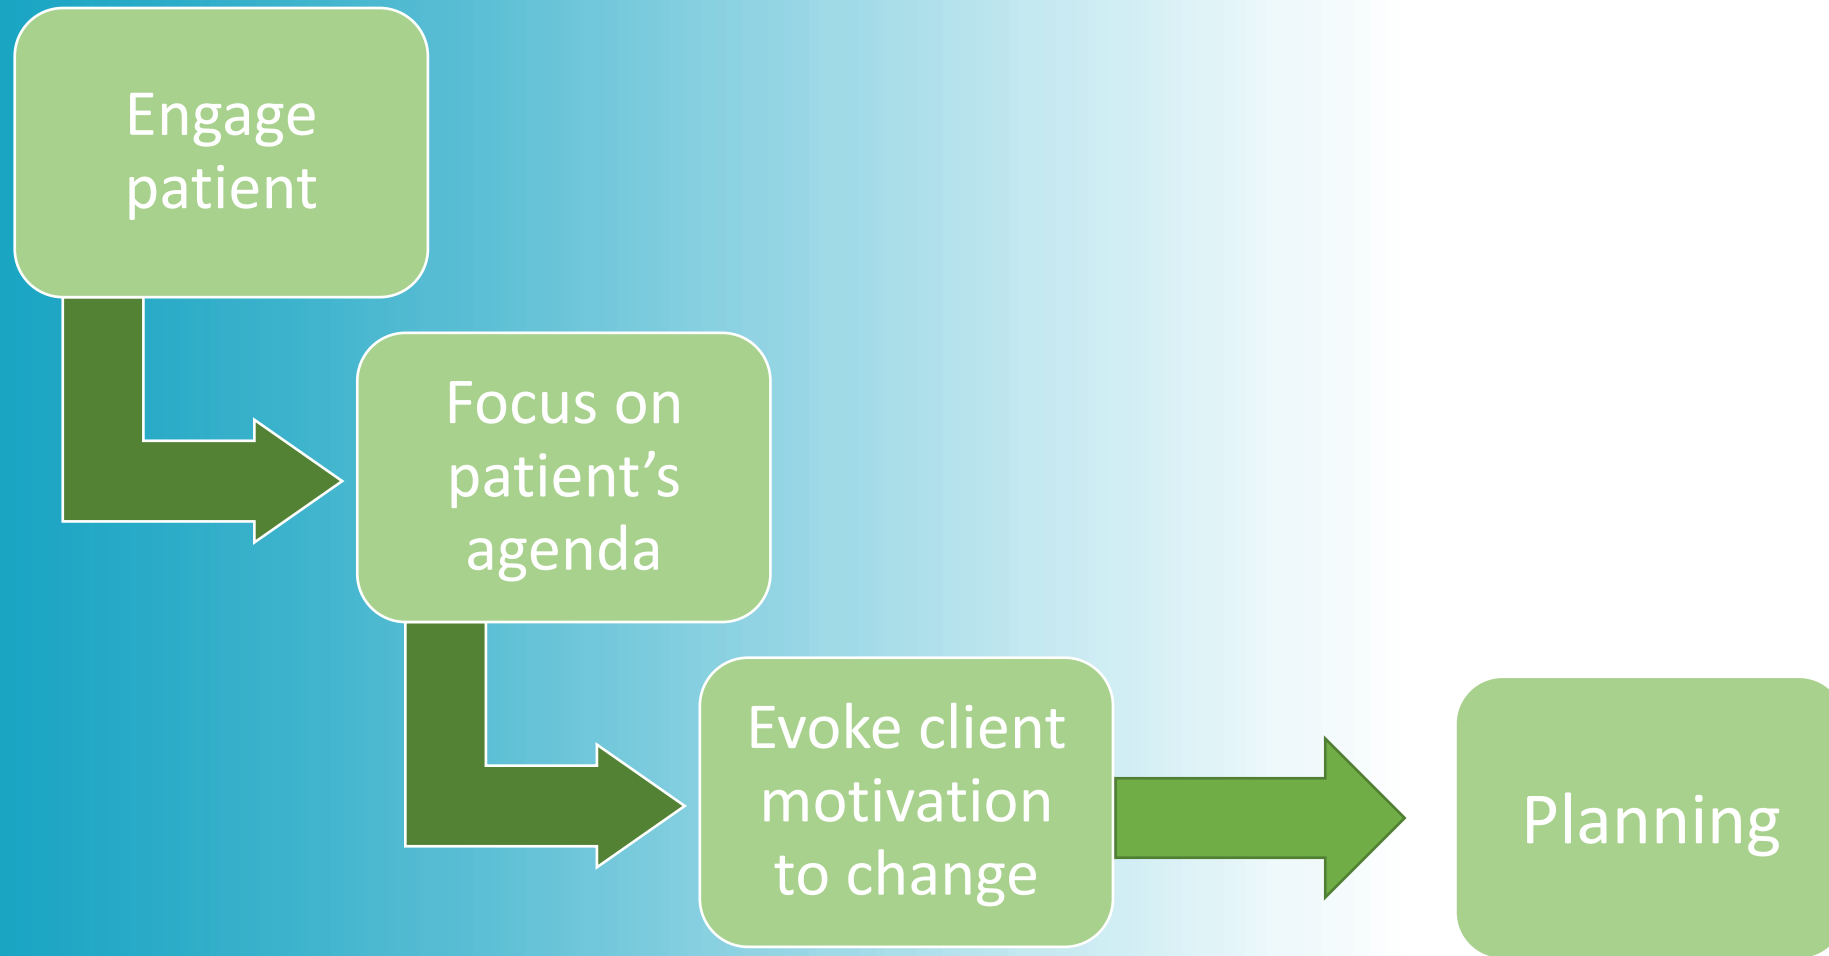 Engage
patient
Focus on
patient’s
agenda
Evoke client
motivation
to change
Planning